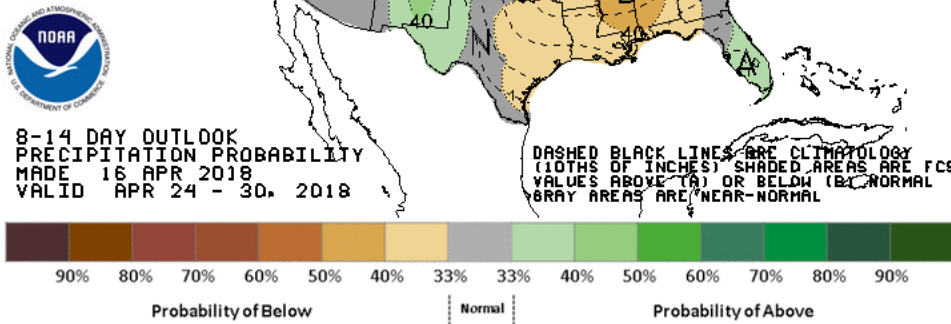 NATIONAL OCEANIC AND ATMOSPHERIC ADMINISTRATION
NOAA
U.S. DEPARTMENT OF COMMERCE
40
N
40
A
8-14 DAY OUTLOOK
PRECIPITATION PROBABILITY
MADE 16 APR 2018
VALID APR 24 - 30, 2018
DASHED BLACK LINES ARE CLIMATOLOGY
(10THS OF INCHES) SHADED AREAS ARE FCS
VALUES ABOVE (A) OR BELOW (B) NORMAL
GRAY AREAS ARE NEAR-NORMAL
90% 80% 70% 60% 50% 40% 33% 33% 40% 50% 60% 70% 80% 90%
Probability of Below Normal Probability of Above